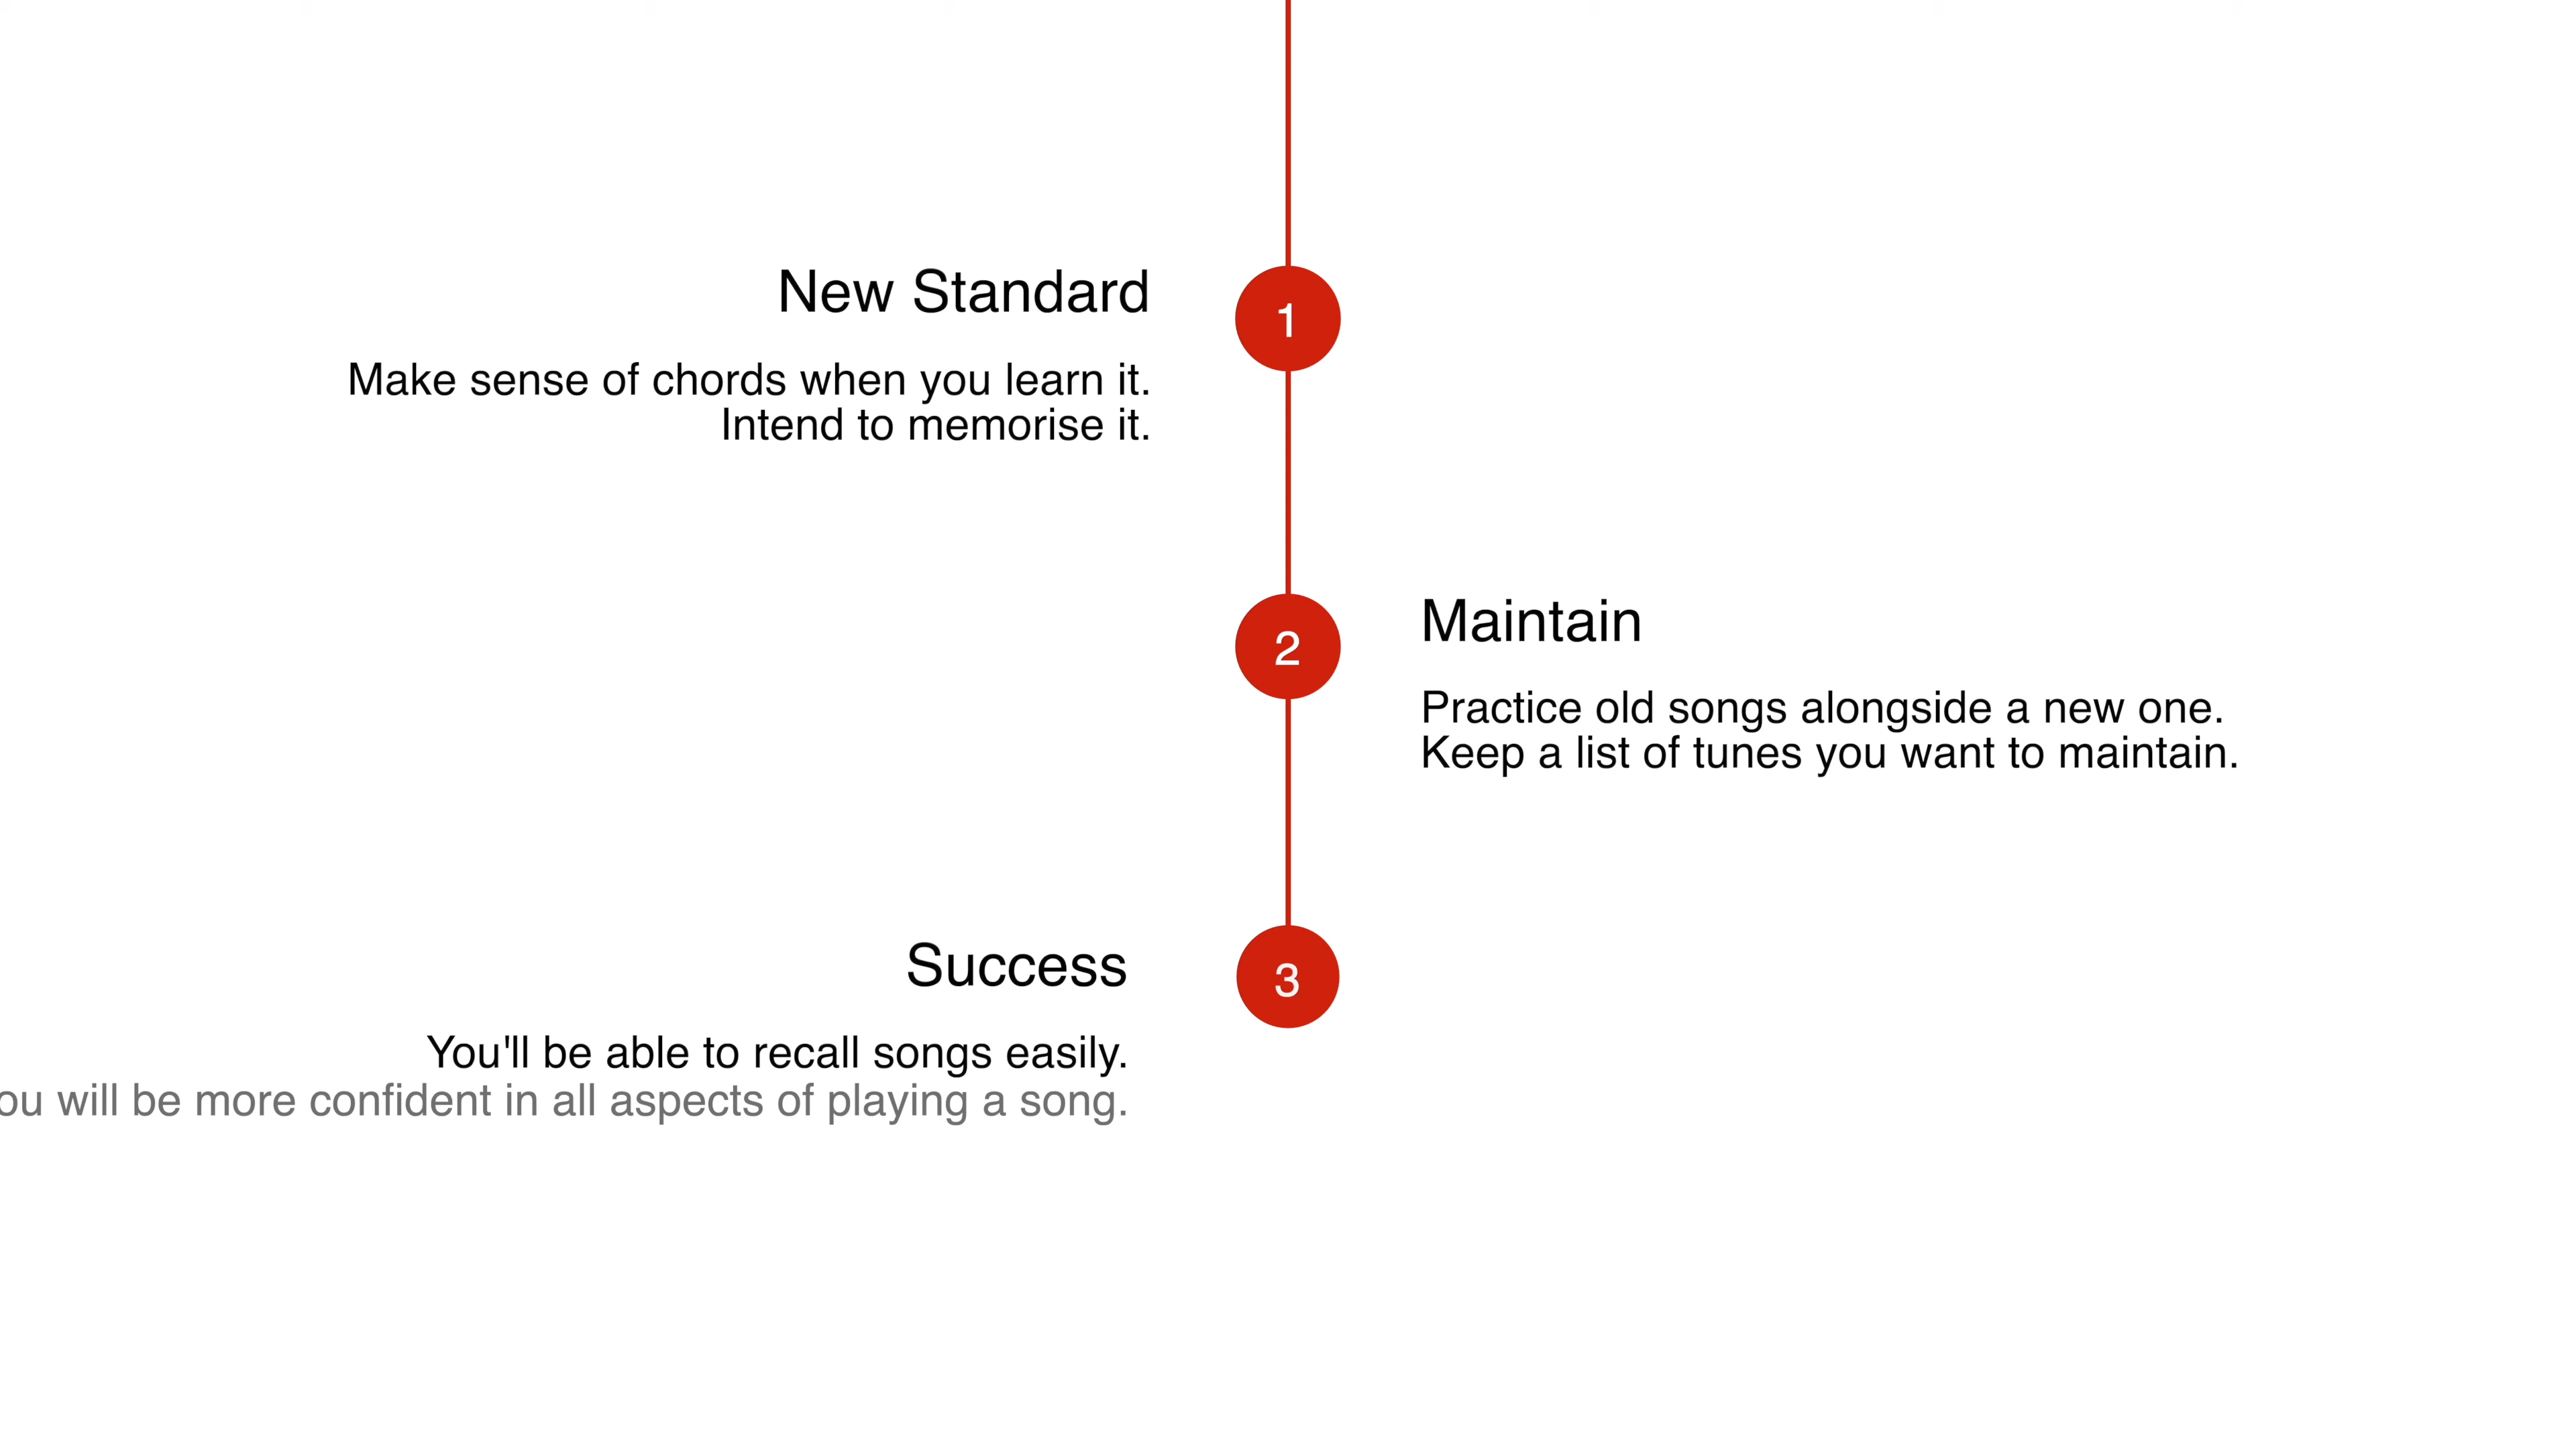 New Standard
1
Make sense of chords when you learn it.
Intend to memorise it.
2
Maintain
Practice old songs alongside a new one.
Keep a list of tunes you want to maintain.
Success
3
You'll be able to recall songs easily.
ou will be more confident in all aspects of playing a song.